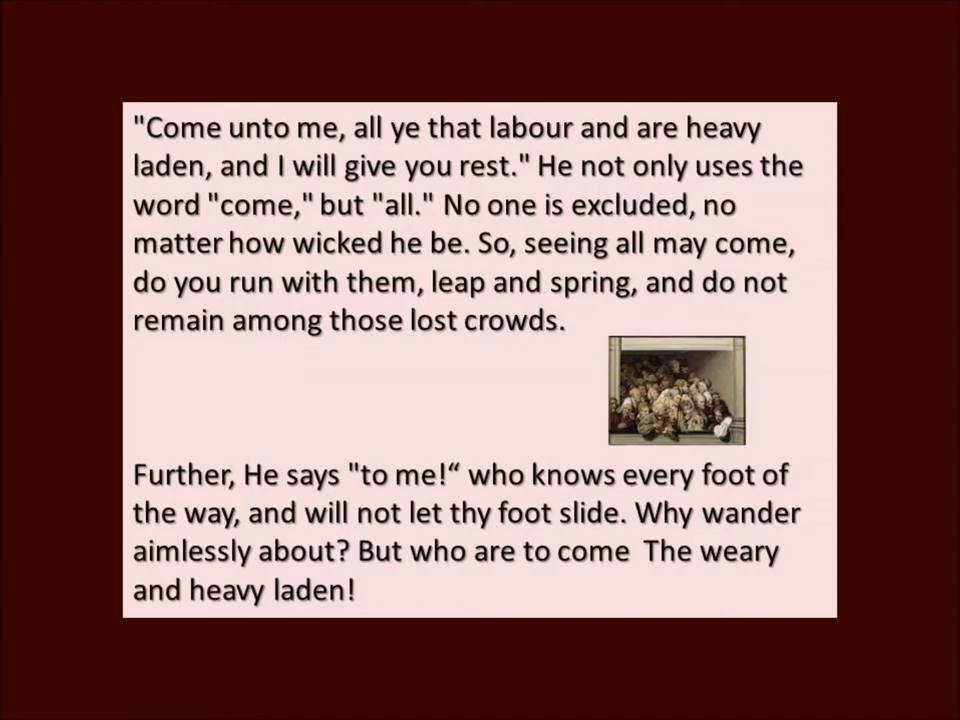 "Come unto me, all ye that labour and are heavy
laden, and I will give you rest." He not only uses the
word "come," but "all." No one is excluded, no
matter how wicked he be. So, seeing all may come,
do you run with them, leap and spring, and do not
remain among those lost crowds.
Further, He says "to me!“ who knows every foot of
the way, and will not let thy foot slide. Why wander
aimlessly about? But who are to come  The weary
and heavy laden!